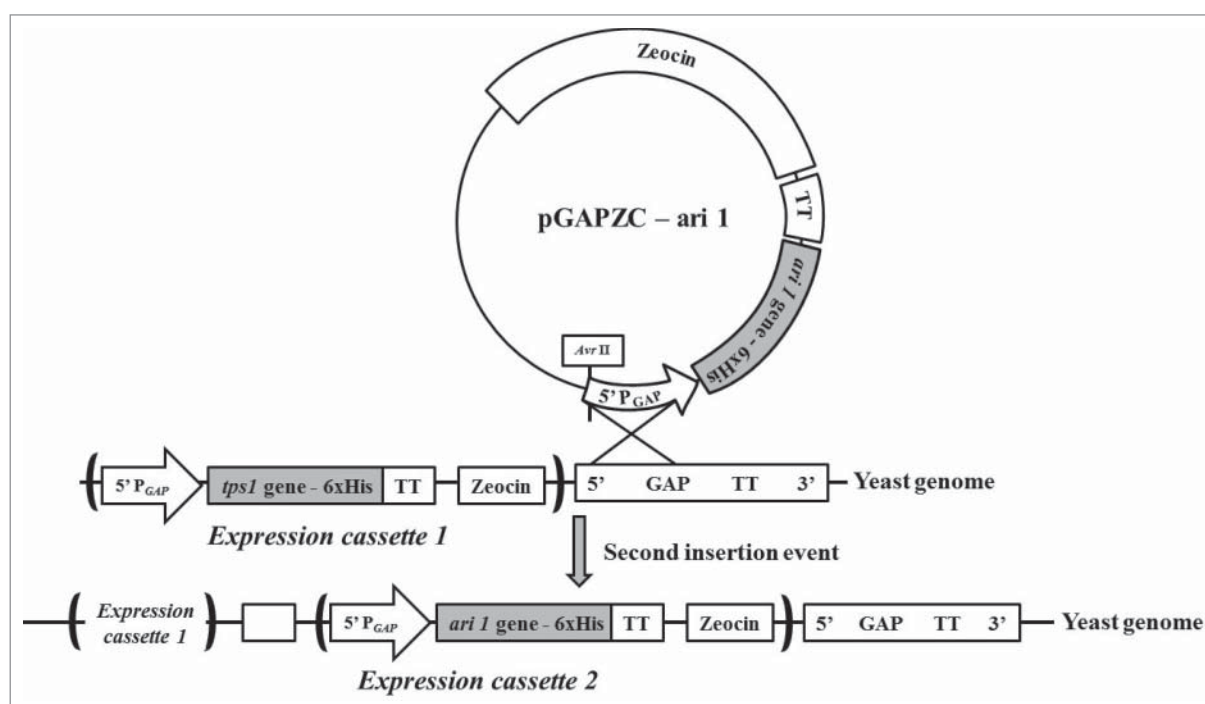 Zeocin
TT
pGAPZC – ari 1
ari 1 gene - 6xHis
Avr II
5' PGAP
5' PGAP
tps1 gene - 6xHis
TT
Zeocin
5' GAP TT 3'
Yeast genome
Expression cassette 1
Second insertion event
Expression
cassette 1
5' PGAP
ari 1 gene - 6xHis
TT
Zeocin
5' GAP TT 3'
Yeast genome
Expression cassette 2